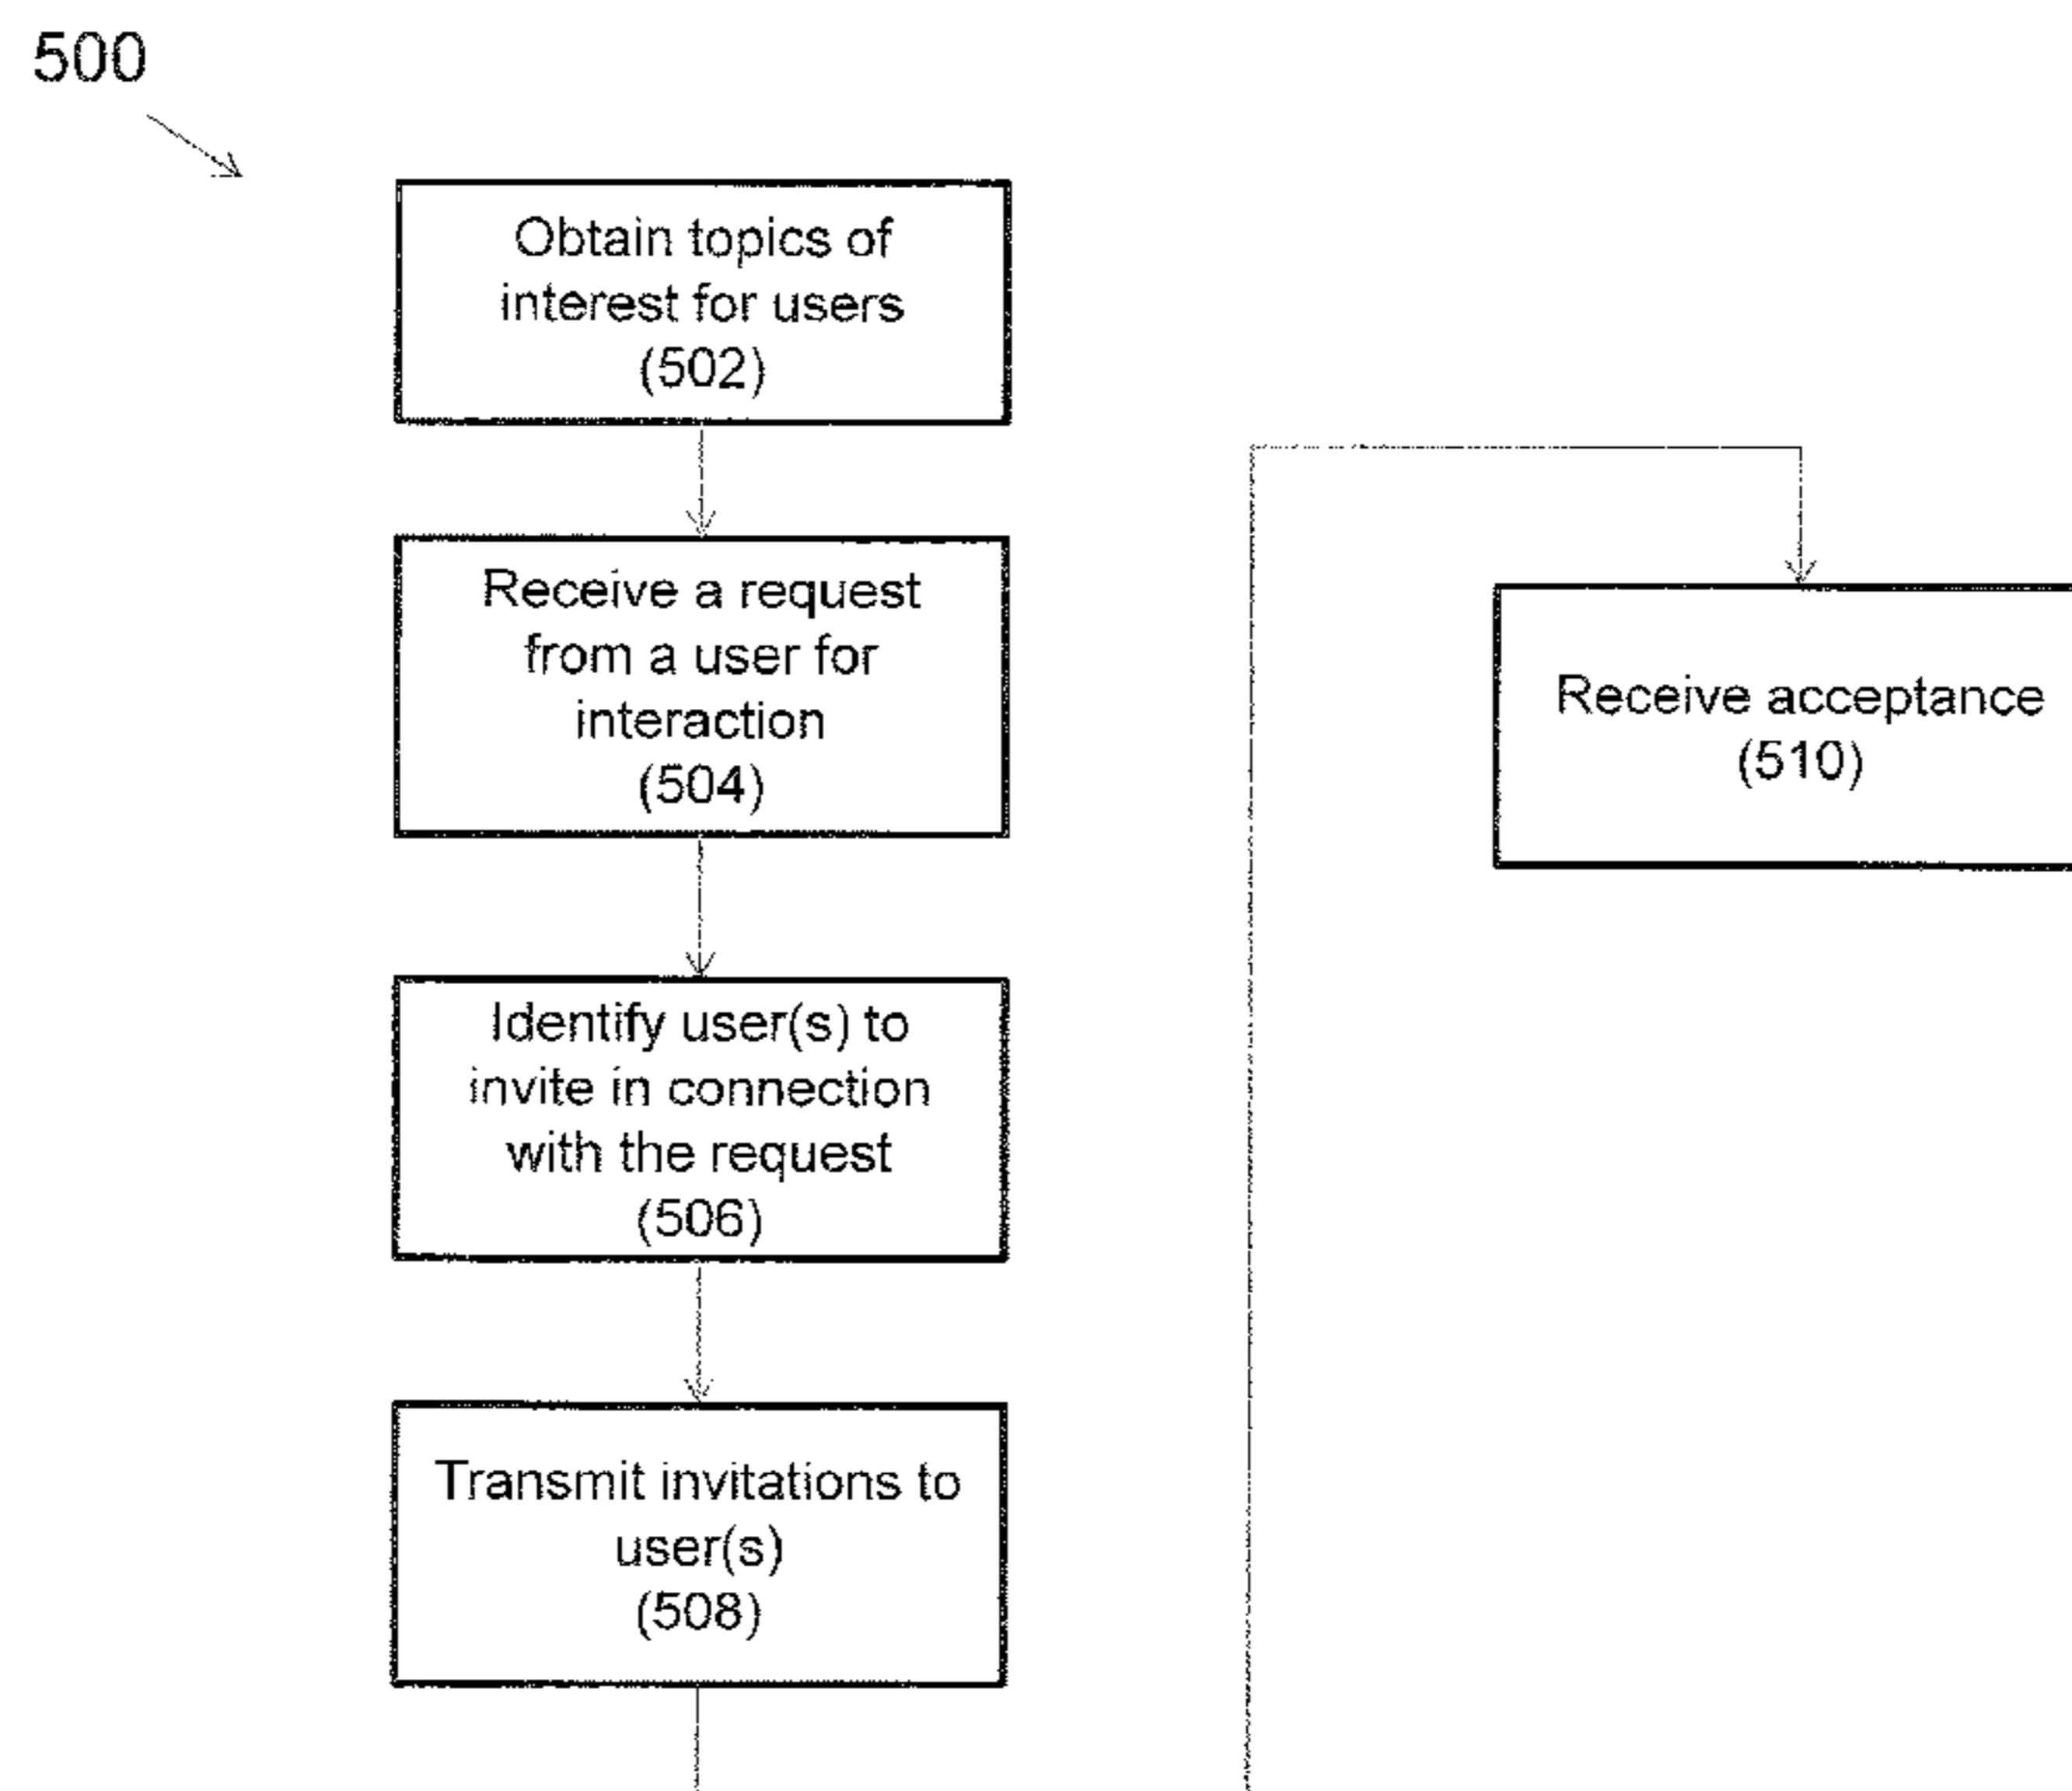 500
Obtain topics of
interest for users
(502)
Receive a request
from a user for
interaction
(504)
Identify user(s) to
invite in connection
with the request
(506)
Transmit invitations to
user(s)
(508)
Receive acceptance
(510)